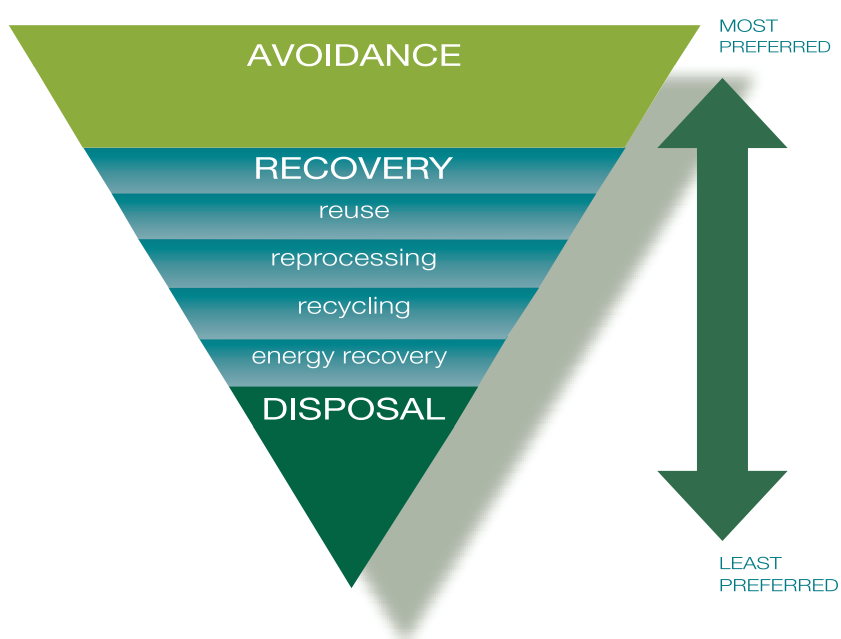 AVOIDANCE
MOST
PREFERRED
RECOVERY
reuse
reprocessing
recycling
energy recovery
DISPOSAL
LEAST
PREFERRED